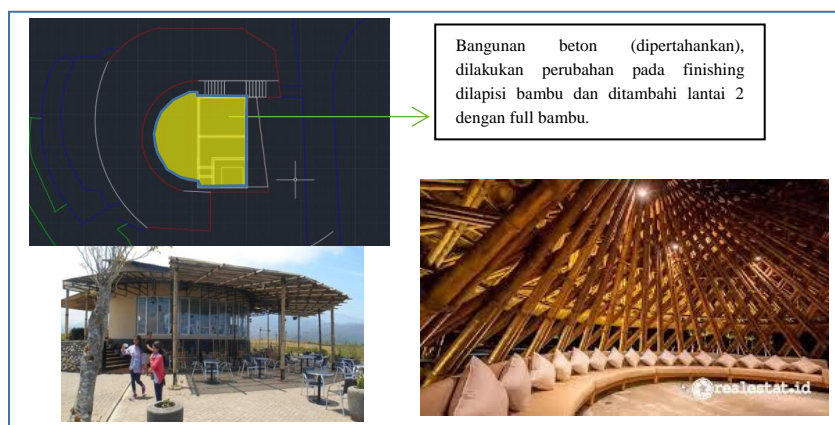 Bangunan beton (dipertahankan),
dilakukan perubahan pada finishing
dilapisi bambu dan ditambahi lantai 2
dengan full bambu.
realestat.id